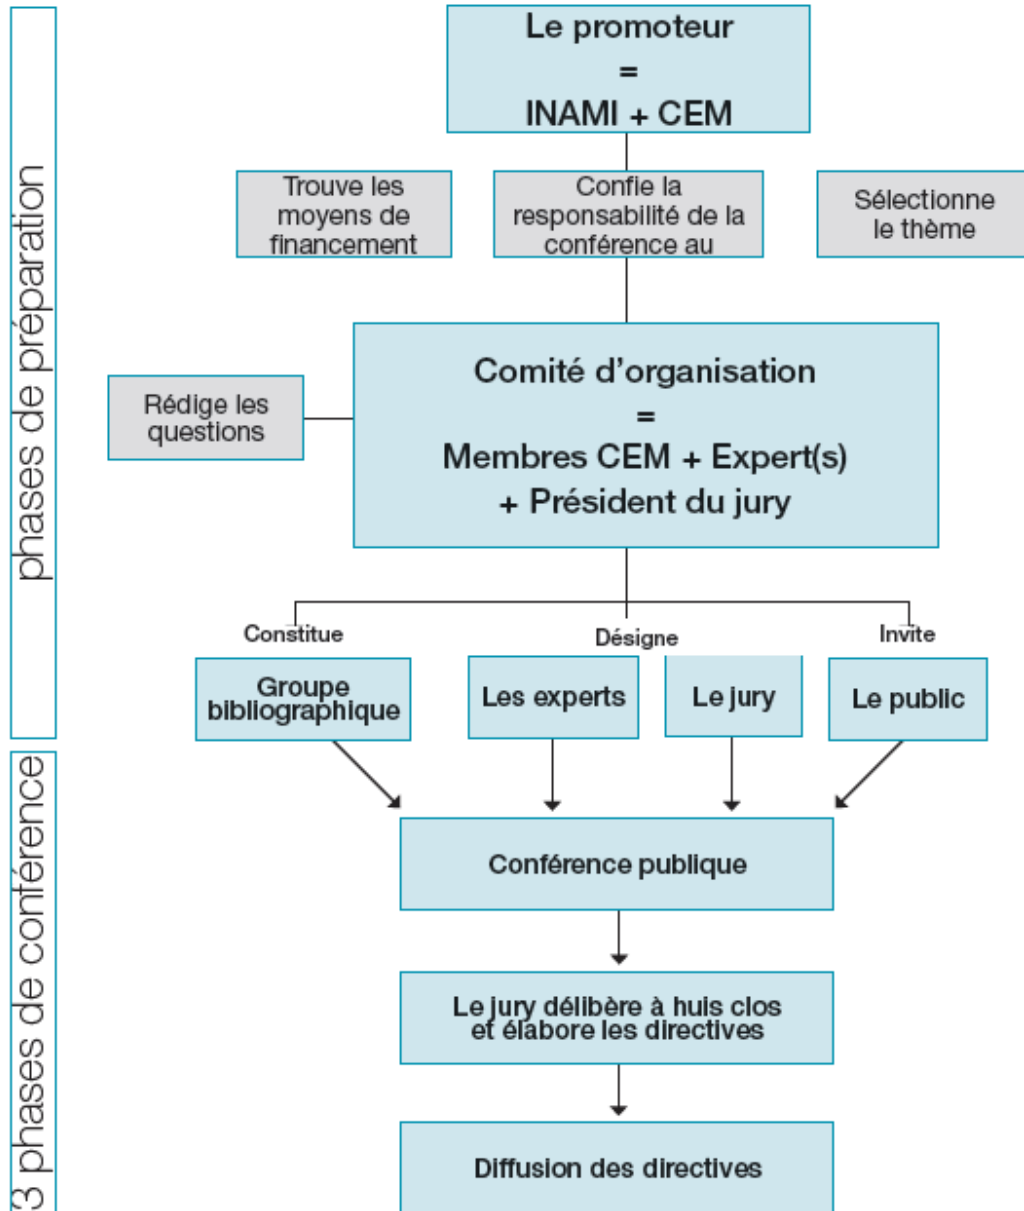 Le promoteur
=
INAMI + CEM
Trouve les
moyens de
financement
Confie la
responsabilité de la
conférence au
Sélectionne
le thème
phases de préparation
Rédige les
questions
Comité d'organisation
=
Membres CEM + Expert(s)
+ Président du jury
Constitue
Désigne
Invite
Groupe
bibliographique
Les experts
Le jury
Le public
3 phases de conférence
Conférence publique
Le jury délibère à huis clos
et élabore les directives
Diffusion des directives